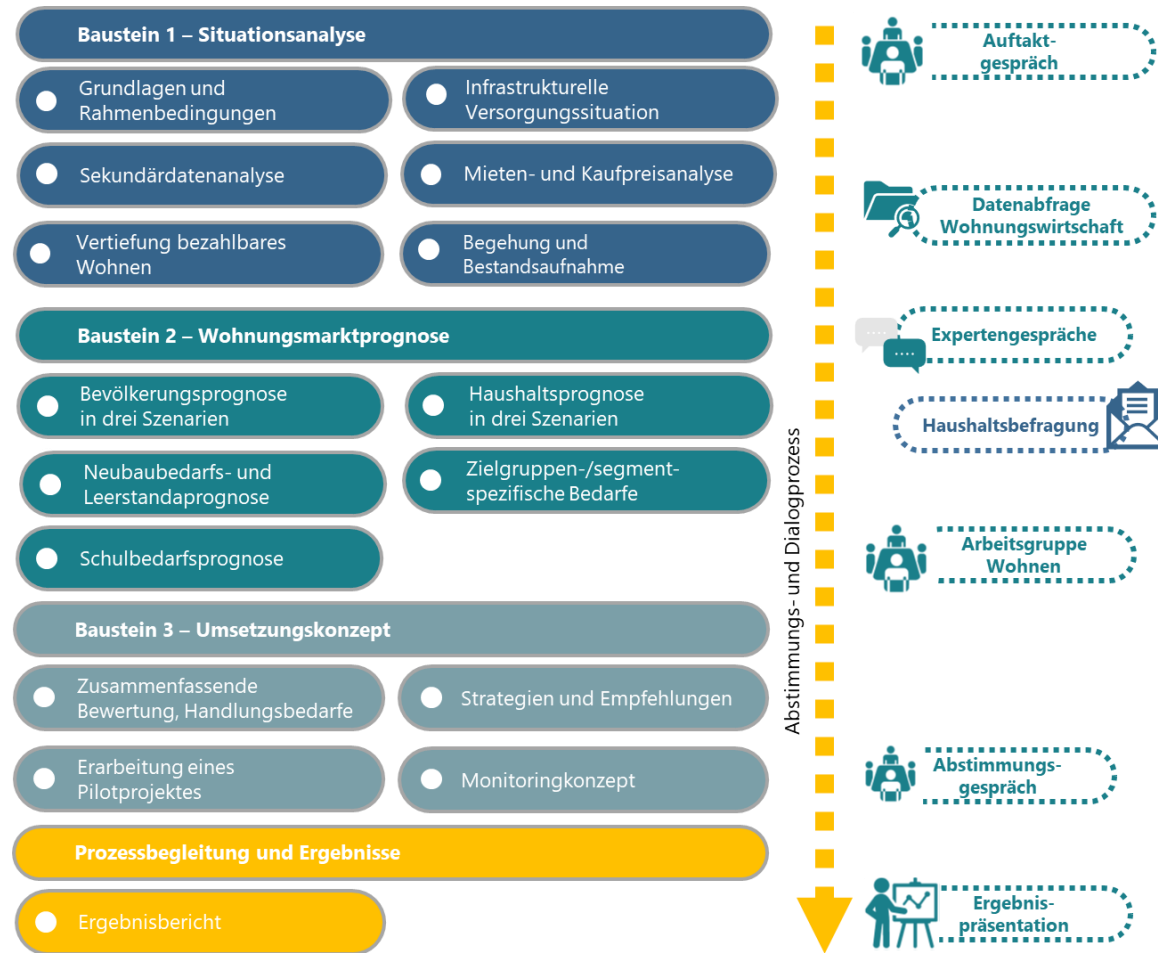 Baustein 1 – Situationsanalyse
Grundlagen und
Rahmenbedingungen
Infrastrukturelle
Versorgungssituation
Sekundärdatenanalyse
Mieten- und Kaufpreisanalyse
Vertiefung bezahlbares
Wohnen
Begehung und
Bestandsaufnahme
Baustein 2 – Wohnungsmarktprognose
Bevölkerungsprognose
in drei Szenarien
Haushaltsprognose
in drei Szenarien
Neubaubedarfs- und
Leerstandaprognose
Zielgruppen-/segment-
spezifische Bedarfe
Schulbedarfsprognose
Baustein 3 – Umsetzungskonzept
Zusammenfassende
Bewertung, Handlungsbedarfe
Strategien und Empfehlungen
Erarbeitung eines
Pilotprojektes
Monitoringkonzept
Prozessbegleitung und Ergebnisse
Ergebnisbericht
Abstimmungs- und Dialogprozess
Auftakt-
gespräch
Datenabfrage
Wohnungswirtschaft
Expertengespräche
Haushaltsbefragung
Arbeitsgruppe
Wohnen
Abstimmungs-
gespräch
Ergebnis-
präsentation